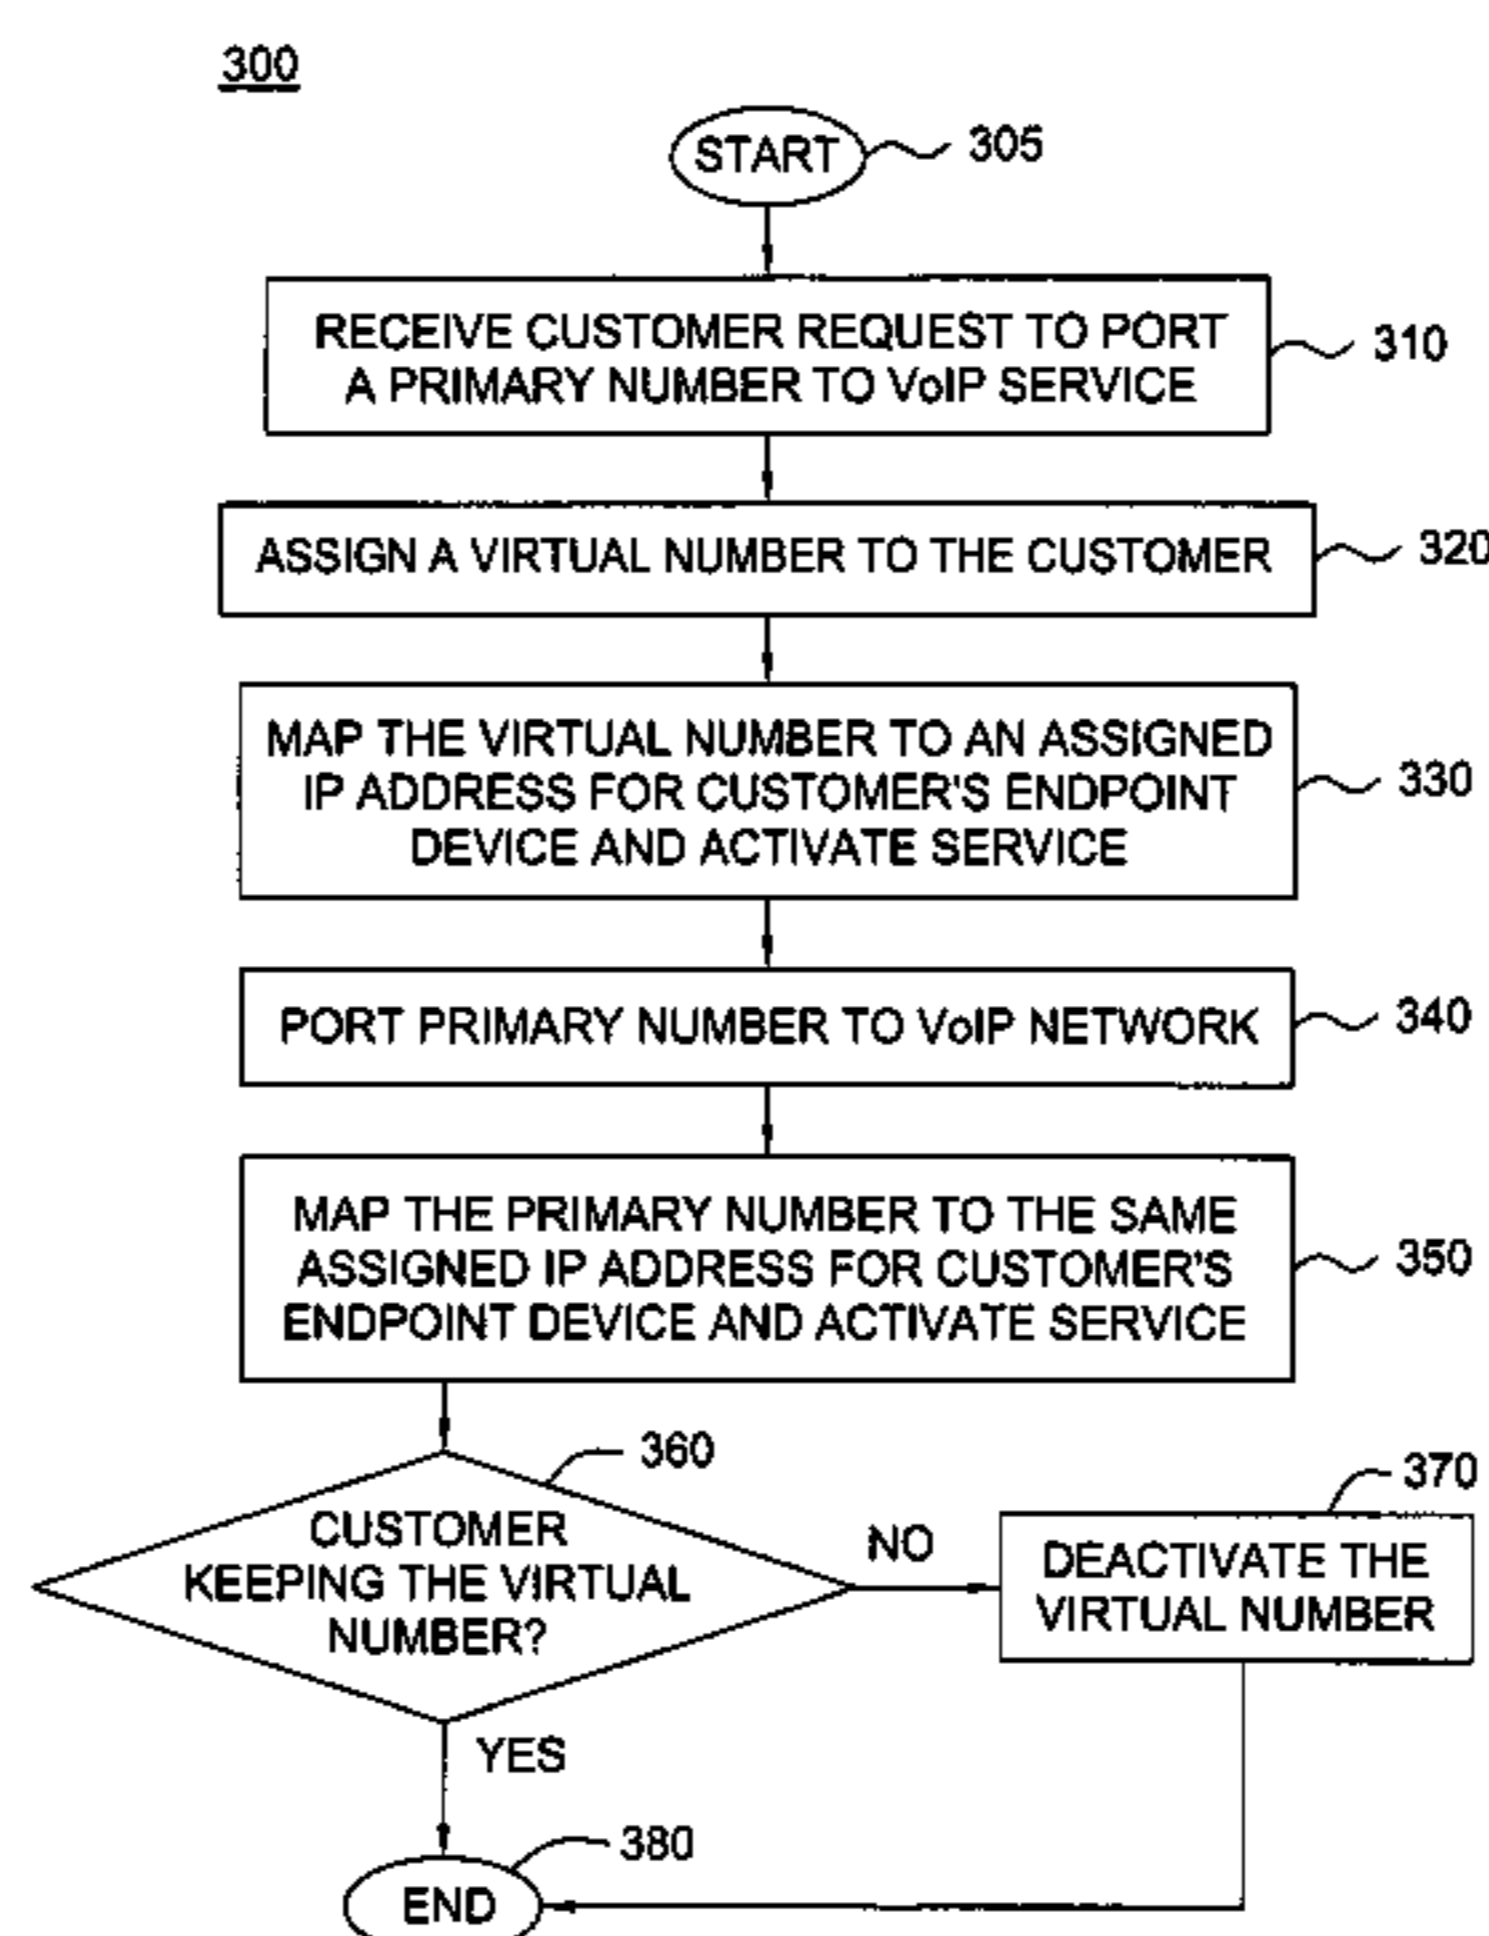 300
START
305
RECEIVE CUSTOMER REQUEST TO PORT
A PRIMARY NUMBER TO VoIP SERVICE
310
ASSIGN A VIRTUAL NUMBER TO THE CUSTOMER
320
MAP THE VIRTUAL NUMBER TO AN ASSIGNED
IP ADDRESS FOR CUSTOMER'S ENDPOINT
DEVICE AND ACTIVATE SERVICE
330
PORT PRIMARY NUMBER TO VoIP NETWORK
340
MAP THE PRIMARY NUMBER TO THE SAME
ASSIGNED IP ADDRESS FOR CUSTOMER'S
ENDPOINT DEVICE AND ACTIVATE SERVICE
350
360
CUSTOMER
KEEPING THE VIRTUAL
NUMBER?
NO
370
DEACTIVATE THE
VIRTUAL NUMBER
YES
380
END